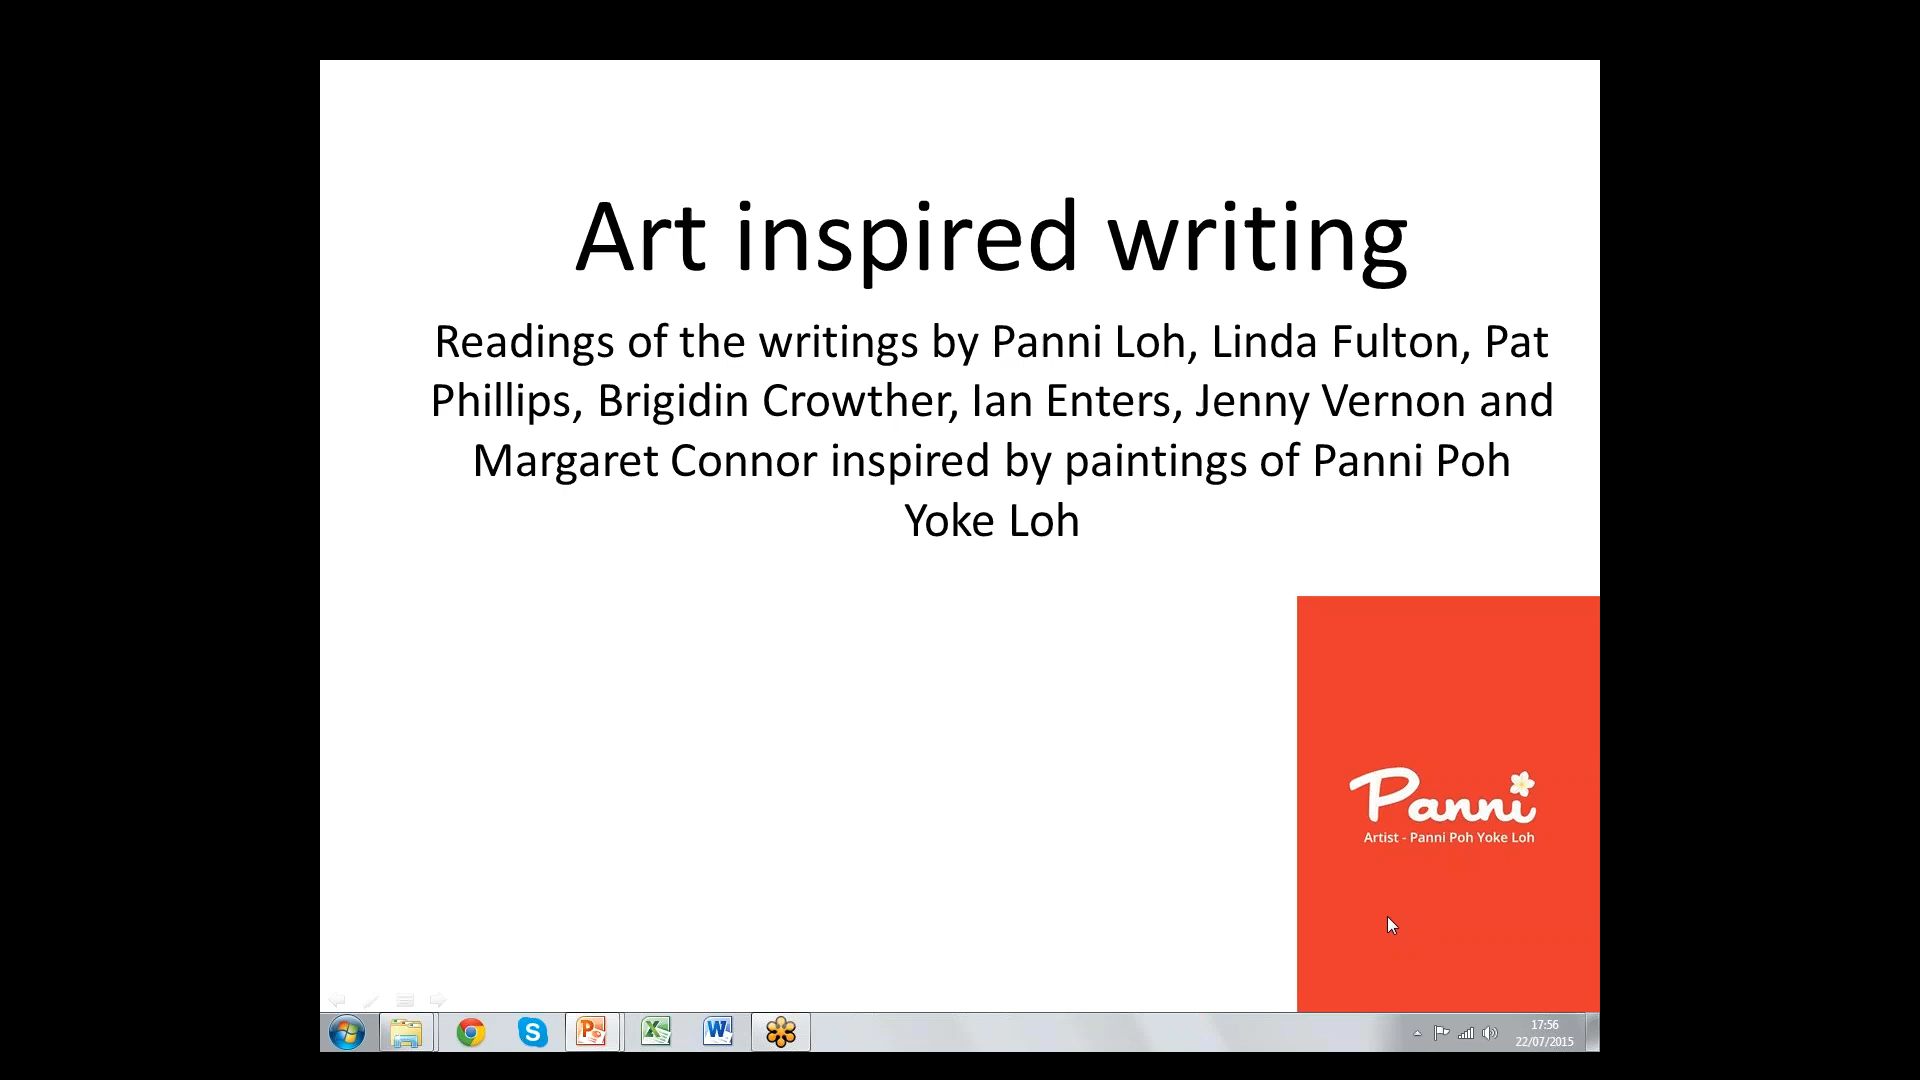 Art inspired writing
Readings of the writings by Panni Loh, Linda Fulton, Pat
Phillips, Brigidin Crowther, Ian Enters, Jenny Vernon and
Margaret Connor inspired by paintings of Panni Poh
Yoke Loh
Panni
Artist - Panni Poh Yoke Loh
17:56
22/07/2015